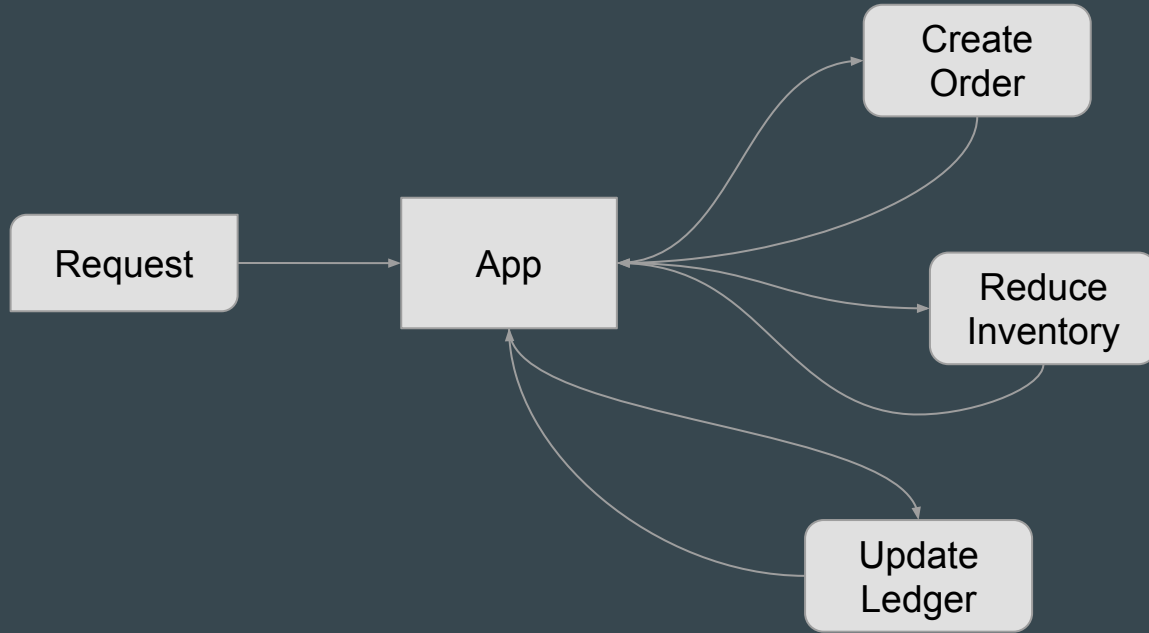 Create
Order
Request
App
Reduce
Inventory
Update
Ledger